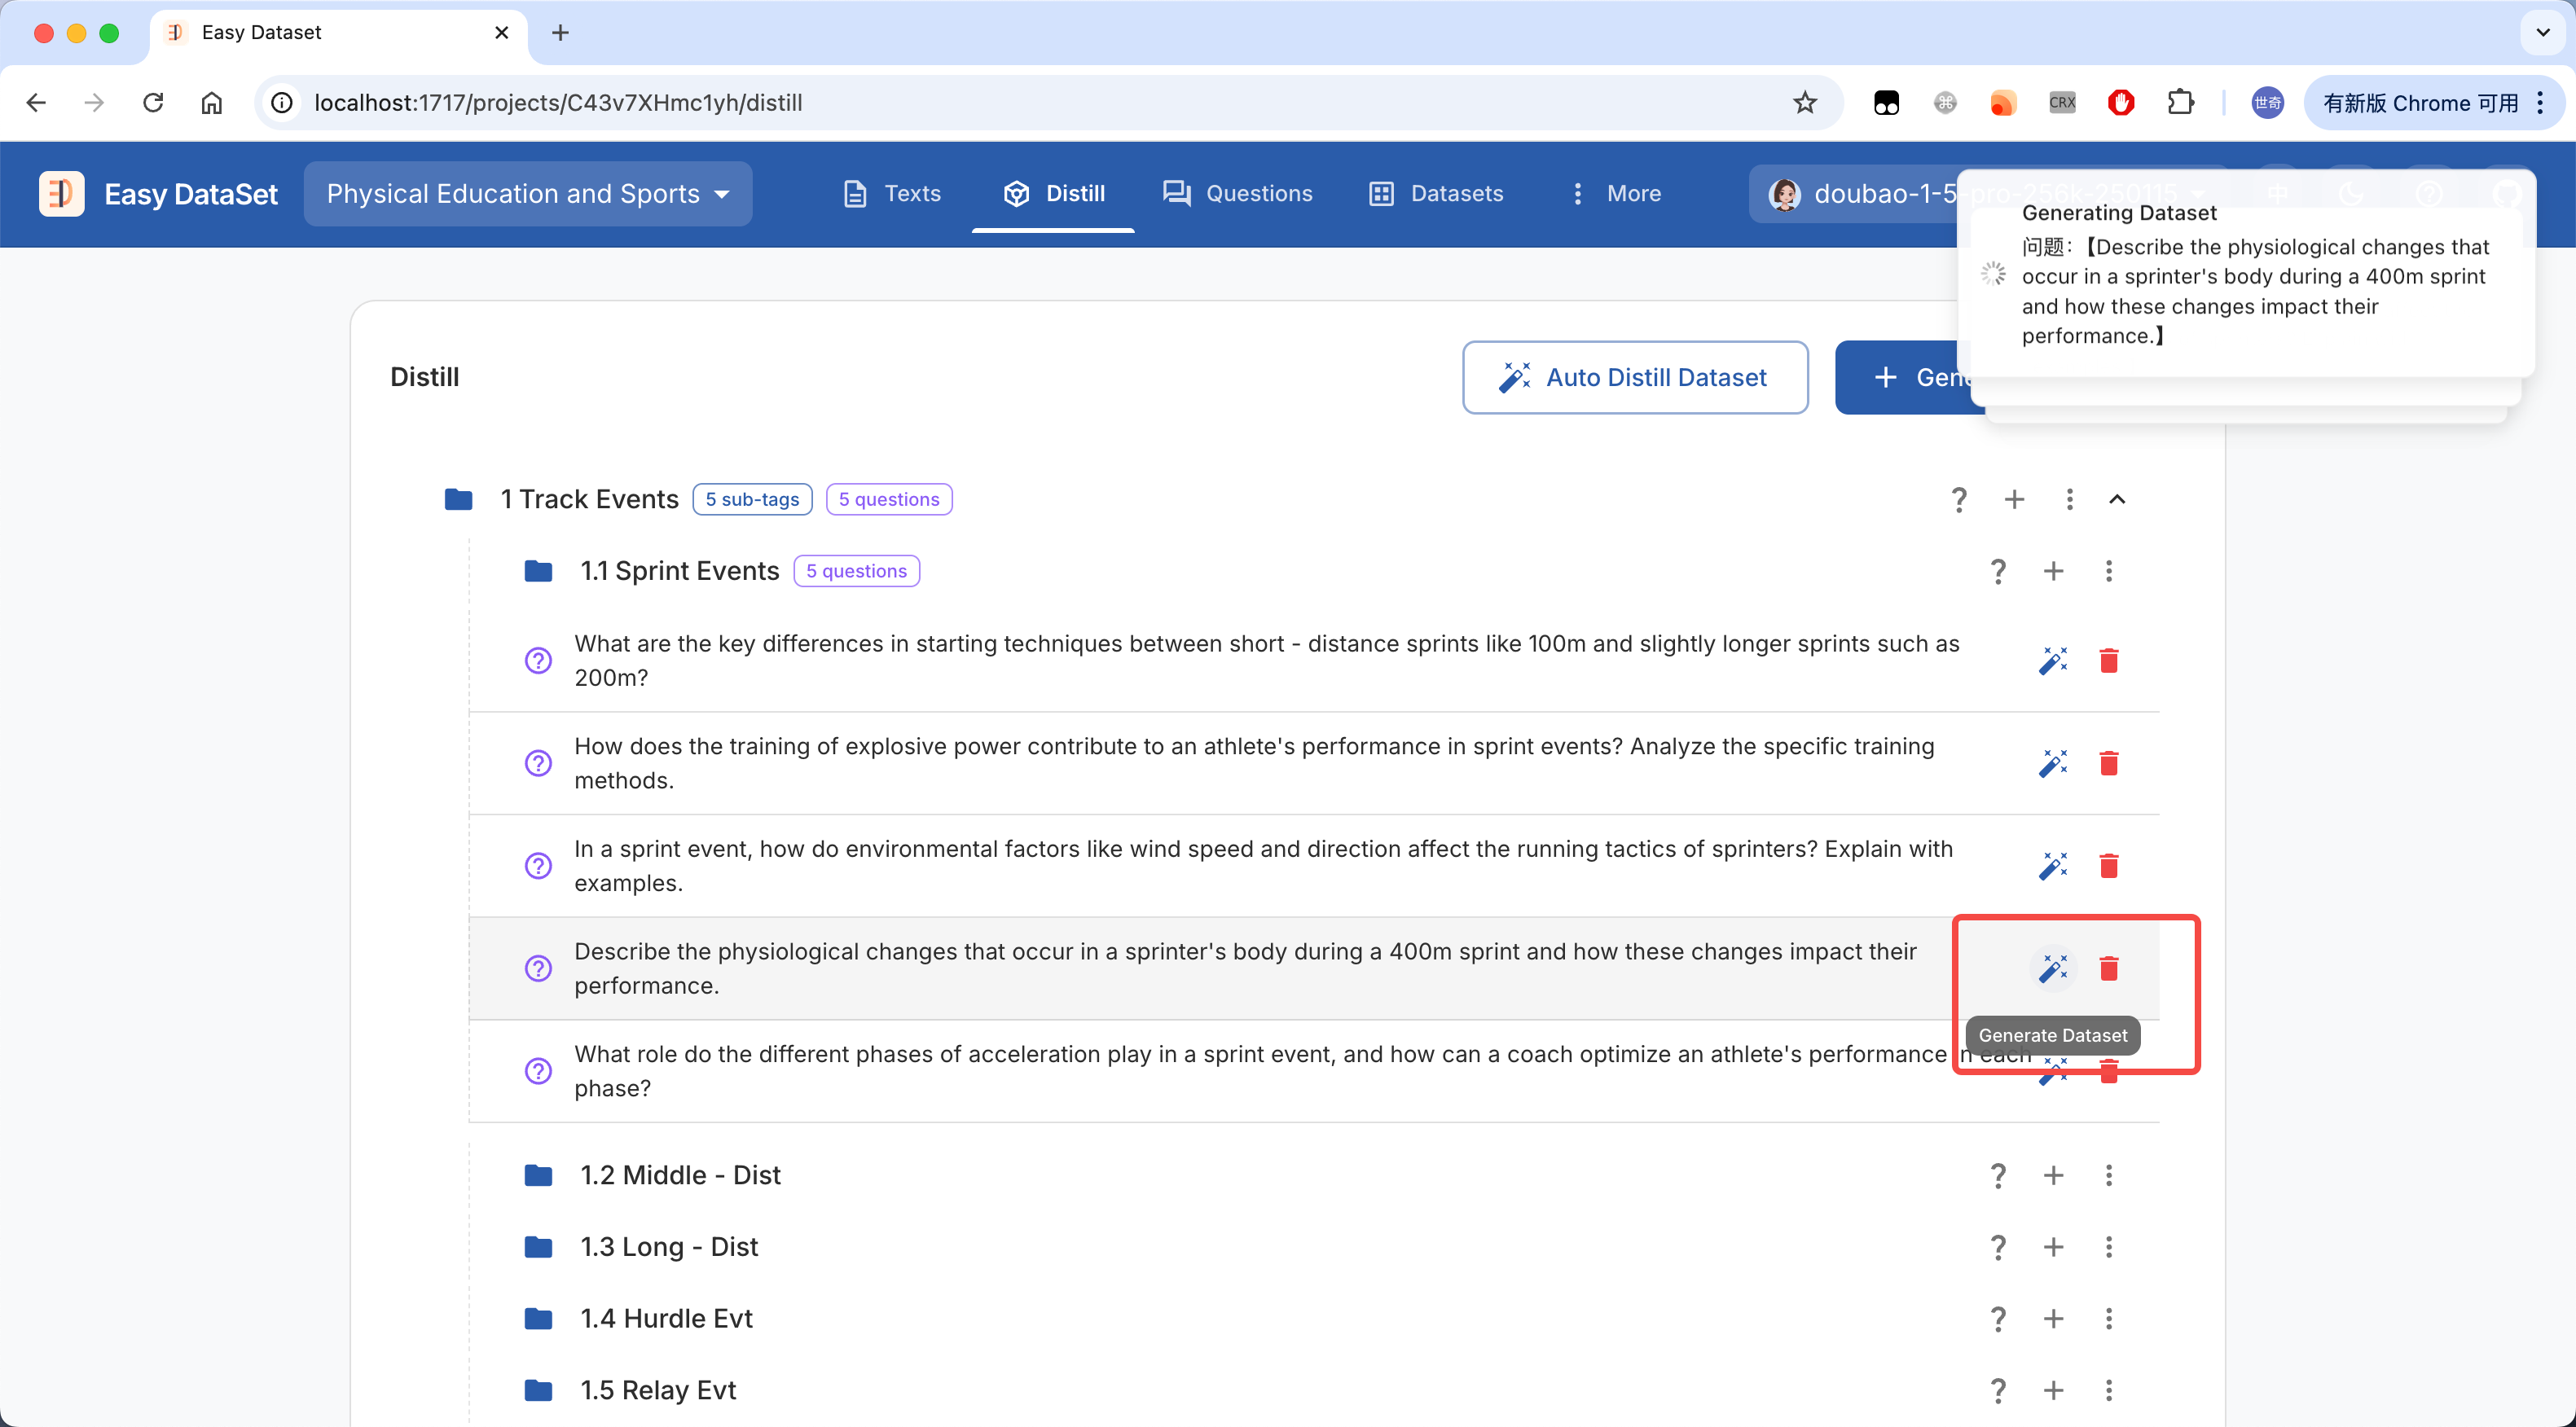 Easy Dataset
localhost:1717/projects/C43v7XHmc1yh/distill
CRX
世奇
有新版 Chrome 可用
Easy DataSet
Physical Education and Sports
Texts
Distill
Questions
Datasets
More
doubao-1-5-pro-256k-250115
中
Generating Dataset
问题:【Describe the physiological changes that
occur in a sprinter's body during a 400m sprint
and how these changes impact their
performance.】
Distill
Auto Distill Dataset
1 Track Events
5 sub-tags
5 questions
1.1 Sprint Events
5 questions
What are the key differences in starting techniques between short - distance sprints like 100m and slightly longer sprints such as
200m?
How does the training of explosive power contribute to an athlete's performance in sprint events? Analyze the specific training
methods.
In a sprint event, how do environmental factors like wind speed and direction affect the running tactics of sprinters? Explain with
examples.
Describe the physiological changes that occur in a sprinter's body during a 400m sprint and how these changes impact their
performance.
Generate Dataset
What role do the different phases of acceleration play in a sprint event, and how can a coach optimize an athlete's performance in each
phase?
1.2 Middle - Dist
1.3 Long - Dist
1.4 Hurdle Evt
1.5 Relay Evt